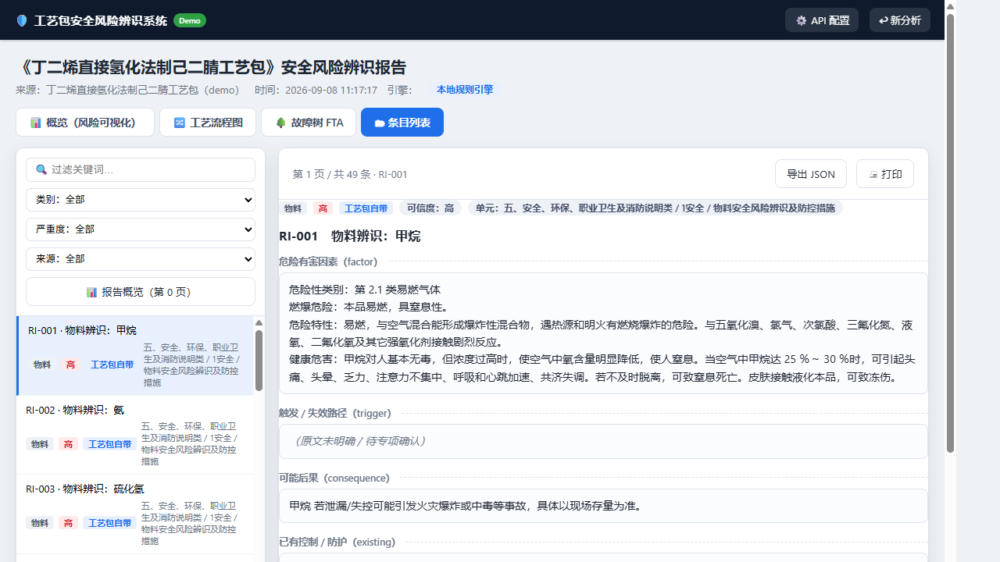 工艺包安全风险辨识系统 Demo
API 配置
↩ 新分析
《丁二烯直接氢化法制己二腈工艺包》安全风险辨识报告
来源：丁二烯直接氢化法制己二腈工艺包（demo） 时间：2026-09-08 11:17:17 引擎： 本地规则引擎
概览（风险可视化）
工艺流程图
故障树 FTA
条目列表
过滤关键词...
类别：全部
严重度：全部
来源：全部
报告概览（第 0 页）
RI-001 · 物料辨识：甲烷
物料 高 工艺包自带
五、安全、环保、职业卫
生及消防说明类 / 1安全 /
物料安全风险辨识及防控
措施
RI-002 · 物料辨识：氨
物料 高 工艺包自带
五、安全、环保、职业卫
生及消防说明类 / 1安全 /
物料安全风险辨识及防控
措施
RI-003 · 物料辨识：硫化氢
物料 高 工艺包自带
五、安全、环保、职业卫
生及消防说明类 / 1安全 /
物料安全风险辨识及防控
措施
第 1 页 / 共 49 条 · RI-001
导出 JSON
打印
物料 高 工艺包自带 可信度：高 单元：五、安全、环保、职业卫生及消防说明类 / 1安全 / 物料安全风险辨识及防控措施
RI-001 物料辨识：甲烷
危险有害因素（factor）
危险性类别：第 2.1 类易燃气体
燃爆危险：本品易燃，具窒息性。
危险特性：易燃，与空气混合能形成爆炸性混合物，遇热源和明火有燃烧爆炸的危险。与五氧化溴、氯气、次氯酸、三氟化氮、液
氧、二氟化氧及其它强氧化剂接触剧烈反应。
健康危害：甲烷对人基本无毒，但浓度过高时，使空气中氧含量明显降低，使人窒息。当空气中甲烷达 25 %～ 30 %时，可引起头
痛、头晕、乏力、注意力不集中、呼吸和心跳加速、共济失调。若不及时脱离，可致窒息死亡。皮肤接触液化本品，可致冻伤。
触发 / 失效路径（trigger）
（原文未明确 / 待专项确认）
可能后果（consequence）
甲烷 若泄漏/失控可能引发火灾爆炸或中毒等事故，具体以现场存量为准。
已有控制 / 防护（existing）